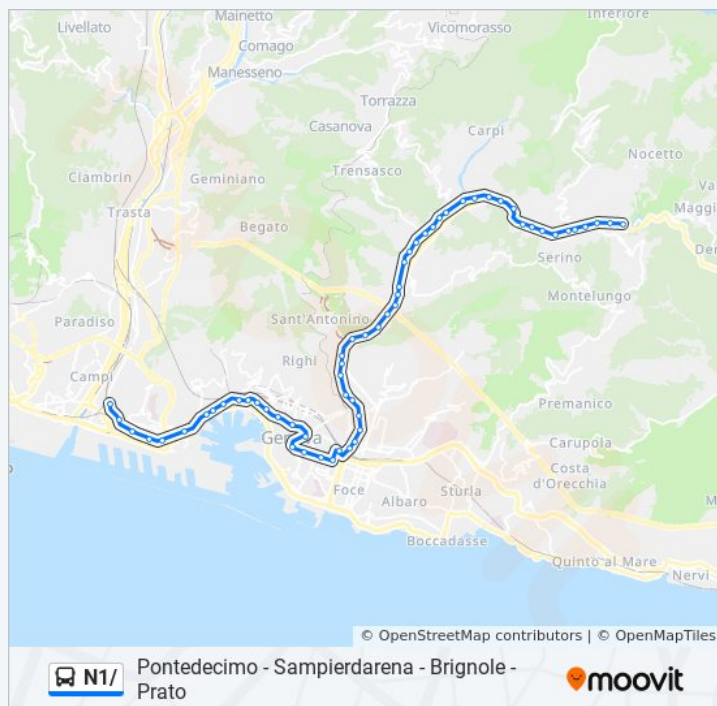 Livellato
Mainetto
Inferiore
Vicomorasso
Comago
Manesseno
Torrazza
Casanova
Carpi
Ciambrin
Geminiano
Trensasco
Nocetto
Trasta
Begato
Maggi
Serino
Montelungo
Paradiso
Sant'Antonino
Righi
Campi
Premanico
Carupola
Costa
d'Orecchia
Foce
Albaro
Sturla
Boccadasse
Quinto al Mare
Nervi
© OpenStreetMap contributors | © OpenMapTiles
N1/ Pontedecimo - Sampierdarena - Brignole -
Prato
moovit